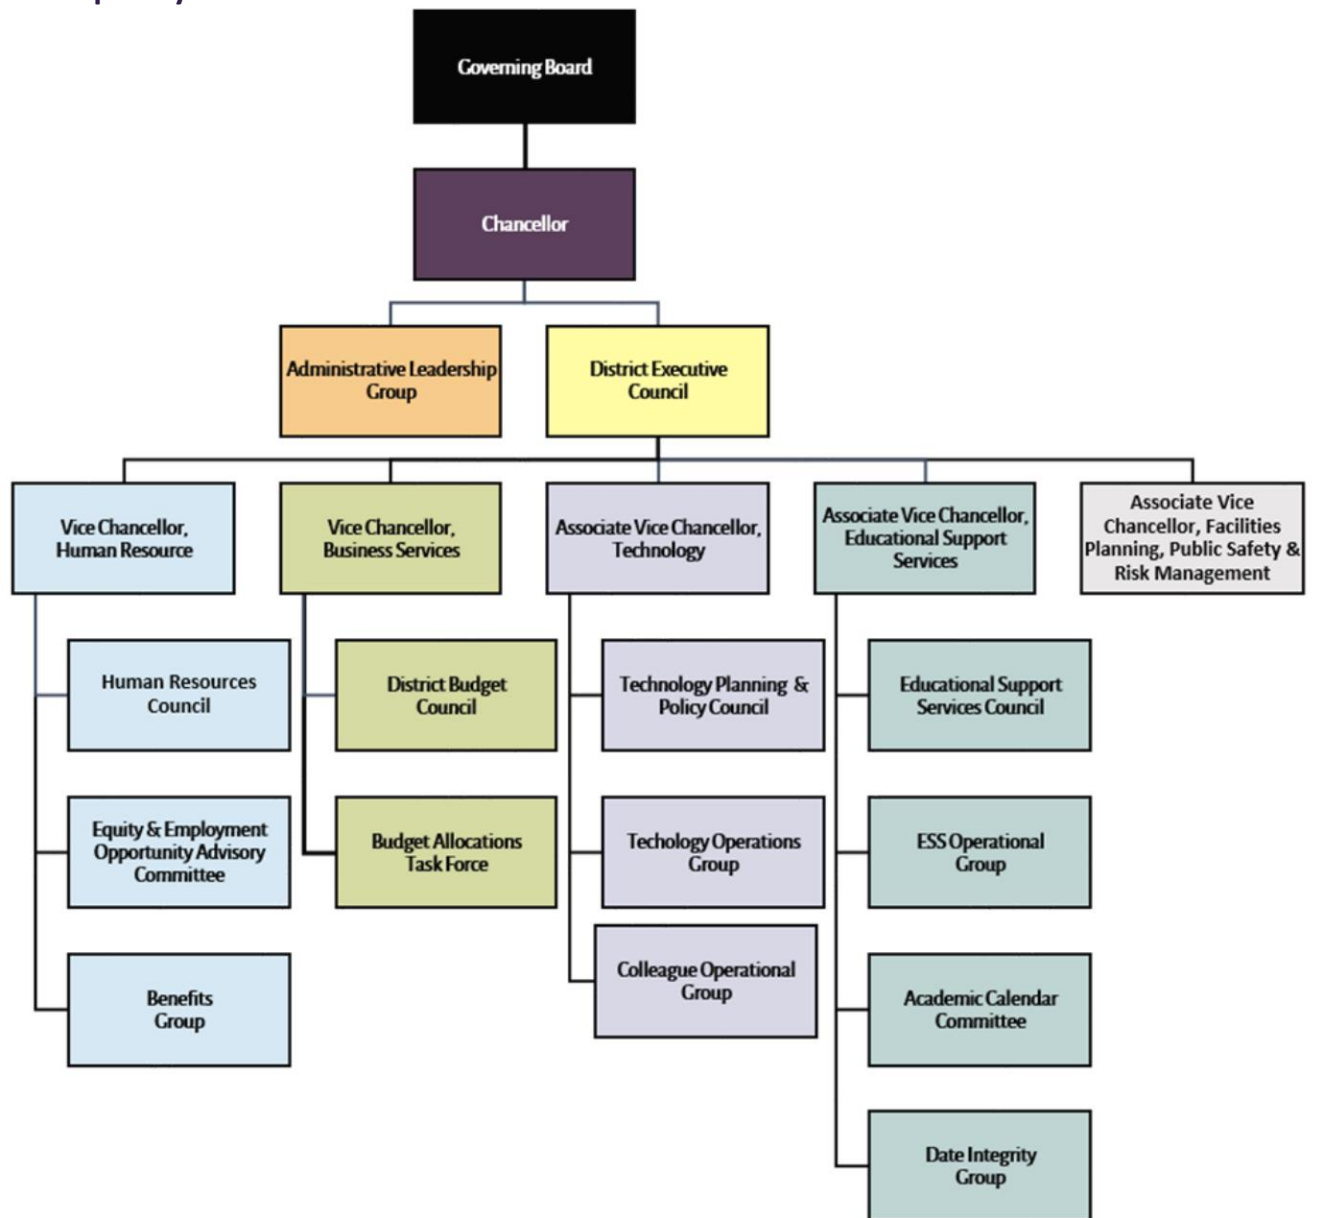 Governing Board
Chancellor
Administrative Leadership
Group
District Executive
Council
Vice Chancellor,
Human Resource
Vice Chancellor,
Business Services
Associate Vice Chancellor,
Technology
Associate Vice Chancellor,
Educational Support
Services
Associate Vice
Chancellor, Facilities
Planning, Public Safety &
Risk Management
Human Resources
Council
District Budget
Council
Technology Planning &
Policy Council
Educational Support
Services Council
Equity & Employment
Opportunity Advisory
Committee
Budget Allocations
Task Force
Techology Operations
Group
ESS Operational
Group
Benefits
Group
Colleague Operational
Group
Academic Calendar
Committee
Date Integrity
Group